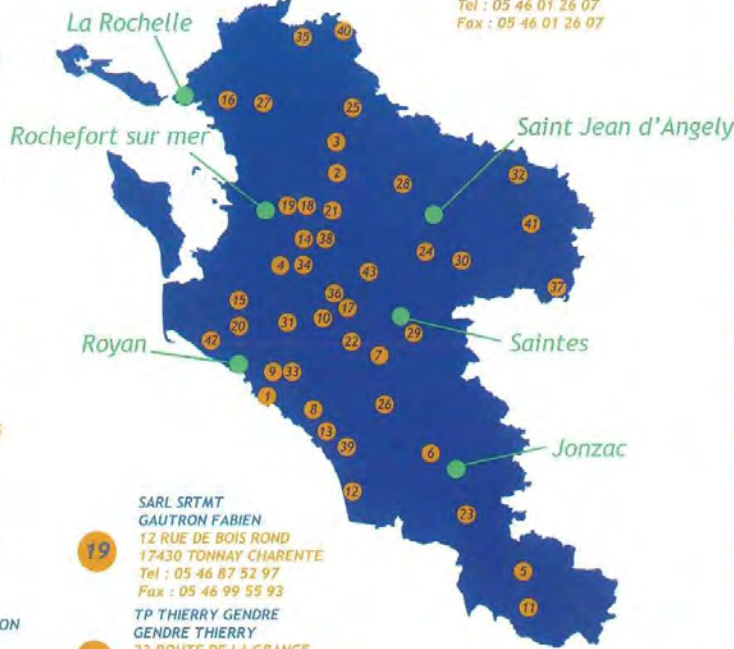 Tel : 05 46 01 26 07
Fax : 05 46 01 26 07
La Rochelle
35
40
16
27
25
Rochefort sur mer
3
Saint Jean d'Angely
2
28
32
19
18
21
41
14
38
24
30
4
34
43
37
15
36
17
20
31
10
29
42
22
Saintes
Royan
7
9
33
1
8
26
13
39
6
Jonzac
12
23
5
11
19
SARL SRTMT
GAUTRON FABIEN
12 RUE DE BOIS ROND
17430 TONNAY CHARENTE
Tel : 05 46 87 52 97
Fax : 05 46 99 55 93
ON
TP THIERRY GENDRE
GENDRE THIERRY